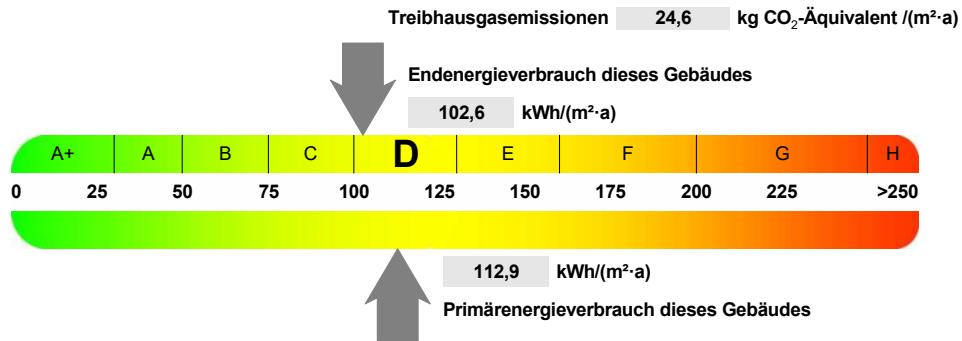 Treibhausgasemissionen 24,6 kg CO₂-Äquivalent /(m²·a)
Endenergieverbrauch dieses Gebäudes
102,6 kWh/(m²·a)
A+ A B C D E F G H
0 25 50 75 100 125 150 175 200 225 >250
112,9 kWh/(m²·a)
Primärenergieverbrauch dieses Gebäudes